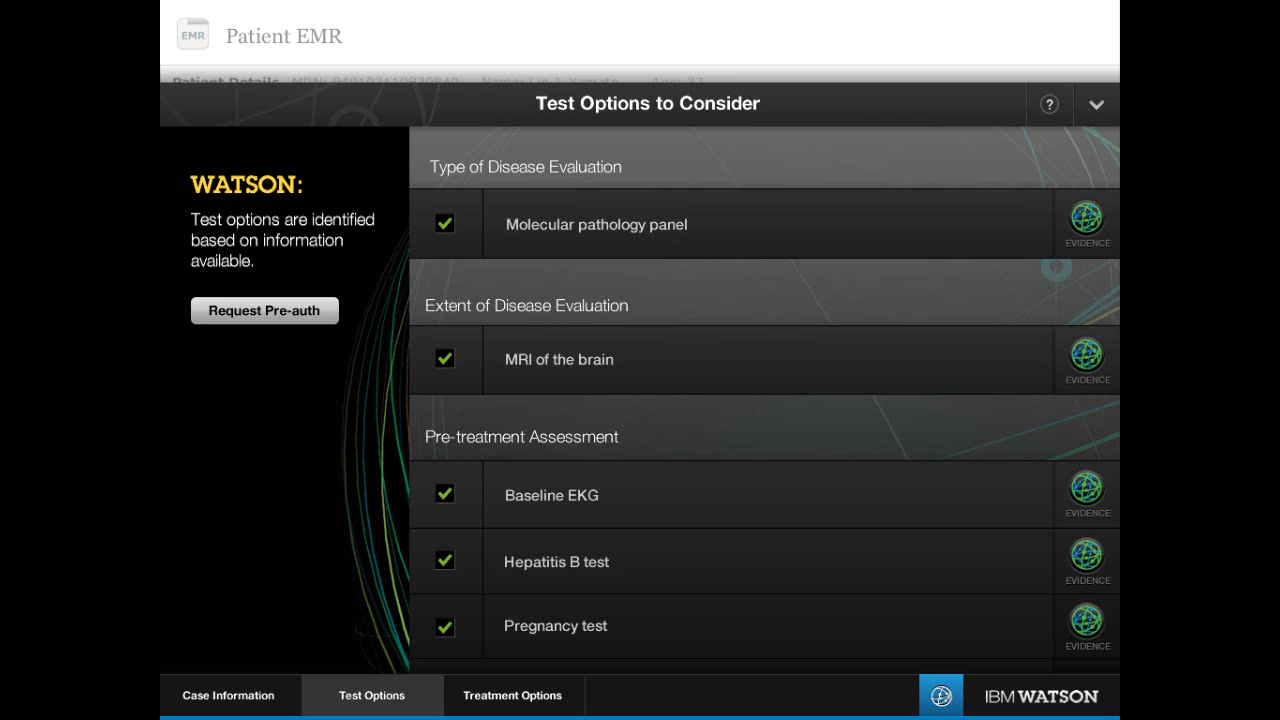 EMR
Patient EMR
Patient Details
Test Options to Consider
?
WATSON:
Test options are identified
based on information
available.
Request Pre-auth
Type of Disease Evaluation
Molecular pathology panel
EVIDENCE
Extent of Disease Evaluation
MRI of the brain
EVIDENCE
Pre-treatment Assessment
Baseline EKG
EVIDENCE
Hepatitis B test
EVIDENCE
Pregnancy test
EVIDENCE
Case Information
Test Options
Treatment Options
IBM WATSON